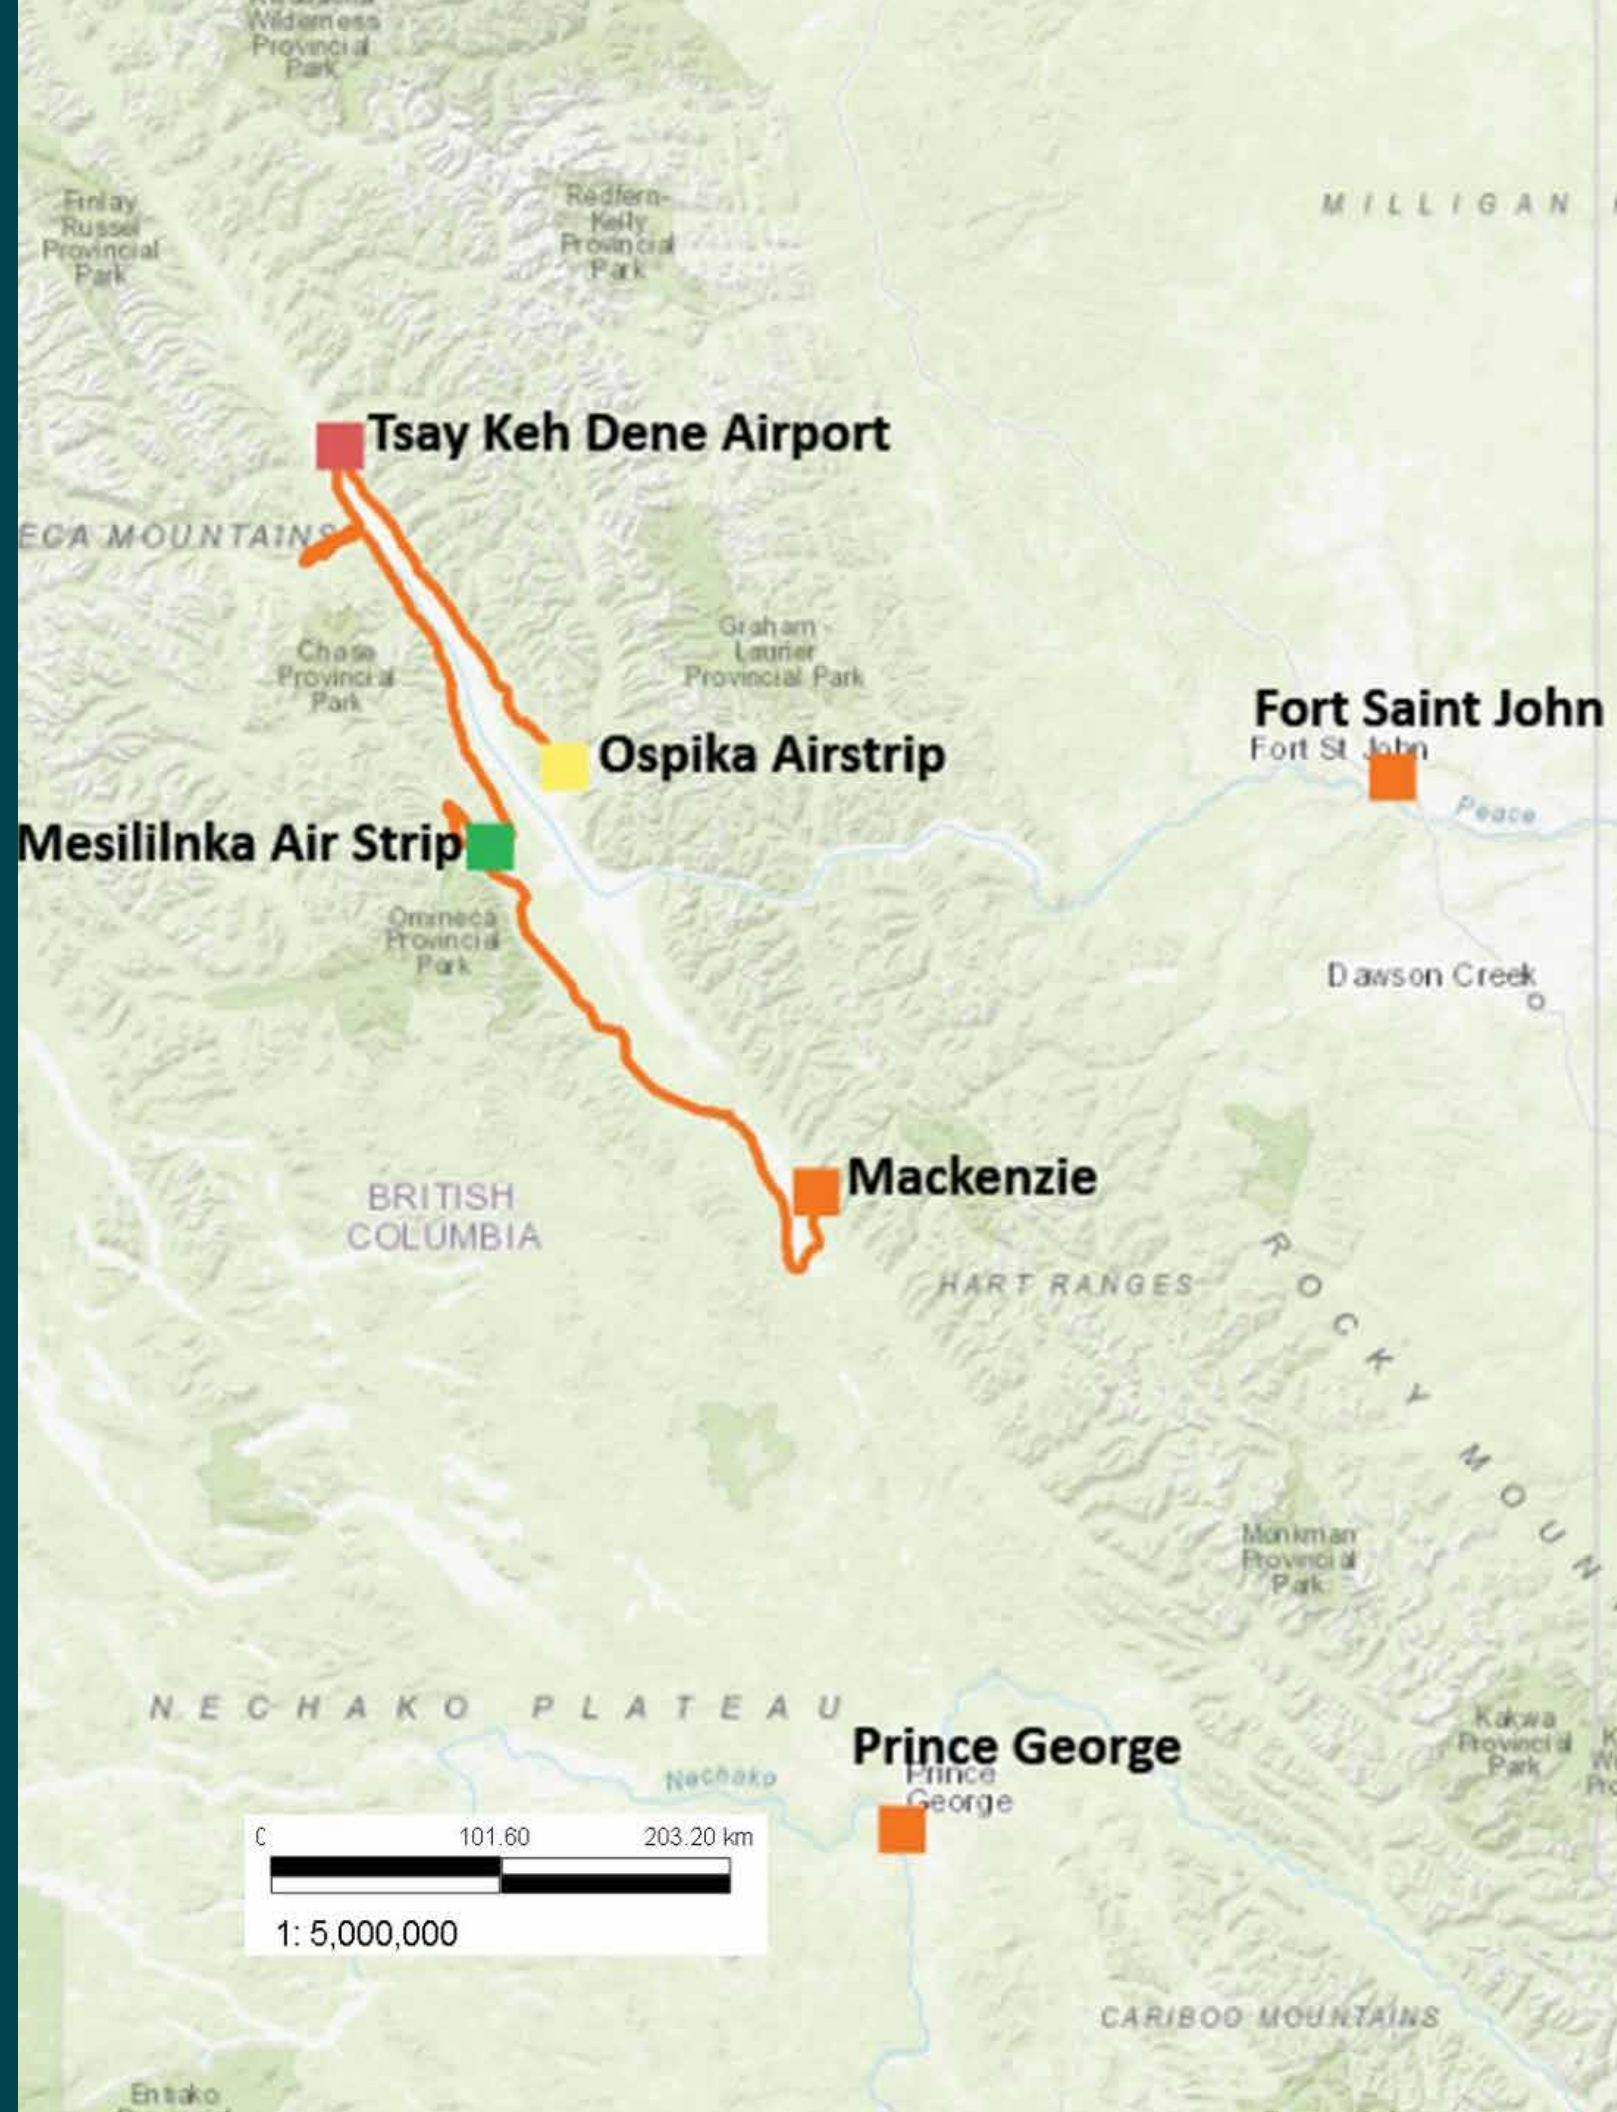 Wilderness
Provincial
Park
Finlay
Russel
Provincial
Park
Redfern-
Keily
Provincial
Park
MILLIGAN
Tsay Keh Dene Airport
ECA MOUNTAINS
Chase
Provincial
Park
Graham -
Laurier
Provincial Park
Fort Saint John
Fort St John
Ospika Airstrip
Peace
Mesililnka Air Strip
Omineca
Provincial
Park
Dawson Creek
Mackenzie
BRITISH
COLUMBIA
HART RANGES
ROCKY MOUN
Monkman
Provincial
Park
NECHAKO PLATEAU
Kakwa
Provincial
Park
Prince George
Prince
George
Nechako
0 101.60 203.20 km
1: 5,000,000
CARIBOO MOUNTAINS
Entiako